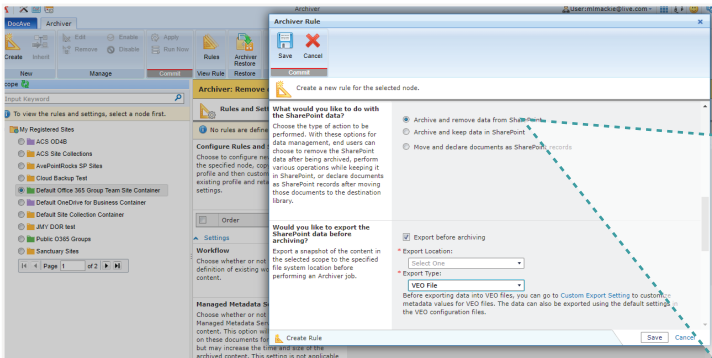 Archiver
User:mlmackie@live.com
DocAve
Archiver
Create
Inherit
Edit
Enable
Remove
Disable
Apply
Run Now
Rules
Archiver Restore
New
Manage
Commit
View Rule
Restore
Scope
Input Keyword
To view the rules and settings, select a node first.
My Registered Sites
ACS OD4B
ACS Site Collections
AvePointRocks SP Sites
Cloud Backup Test
Default Office 365 Group Team Site Container
Default OneDrive for Business Container
Default Site Collection Container
JMY DOR test
Public O365 Groups
Sanctuary Sites
Page 1 of 2
Archiver: Remove
Rules and Sett
No rules are define
Configure Rules and
Choose to configure ne
the specified node, cop
profile and then custom
existing profile and reta
settings.
Order
Settings
Workflow
Choose whether or not
definition of existing wo
content.
Managed Metadata S
Choose whether or not
Managed Metadata Ser
content. This option wil
on these documents fo
but may increase the time and size of the
archived content. This setting is not applicable
Archiver Rule
Save
Cancel
Commit
Create a new rule for the selected node.
What would you like to do with
the SharePoint data?
Choose the type of action to be
performed. With these options for
data management, end users can
choose to remove the SharePoint
data after being archived, perform
various operations while keeping it
in SharePoint, or declare documents
as SharePoint records after moving
those documents to the destination
library.
Archive and remove data from SharePoint
Archive and keep data in SharePoint
Move and declare documents as SharePoint records
Would you like to export the
SharePoint data before
archiving?
Export a snapshot of the content in
the selected scope to the specified
file system location before
performing an Archiver job.
Export before archiving
* Export Location:
Select One
* Export Type:
VEO File
Before exporting data into VEO files, you can go to Custom Export Setting to customize
metadata values for VEO files. The data can also be exported using the default settings in
the VEO configuration files.
Create Rule
Save
Cancel